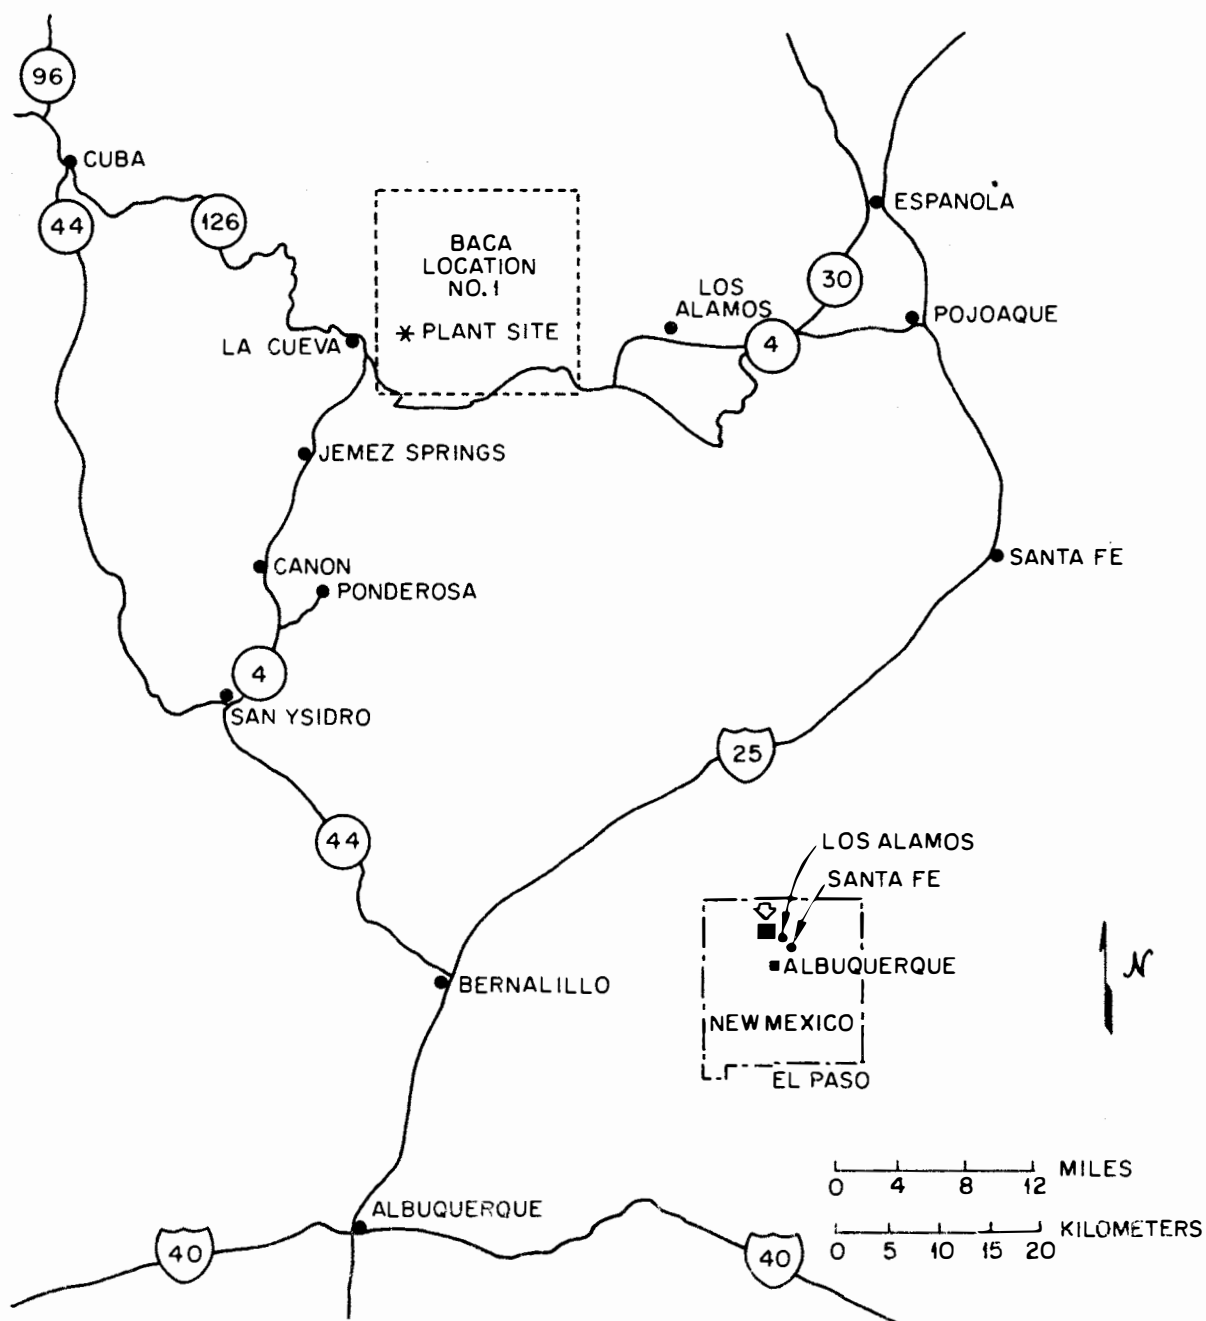 96
CUBA
44
126
BACA
LOCATION
NO. 1
* PLANT SITE
LA CUEVA
ESPANOLA
30
LOS
ALAMOS
4
POJOAQUE
JEMEZ SPRINGS
CANON
PONDEROSA
SANTA FE
4
SAN YSIDRO
25
44
LOS ALAMOS
SANTA FE
ALBUQUERQUE
NEW MEXICO
EL PASO
N
BERNALILLO
MILES
0 4 8 12
KILOMETERS
0 5 10 15 20
ALBUQUERQUE
40
40